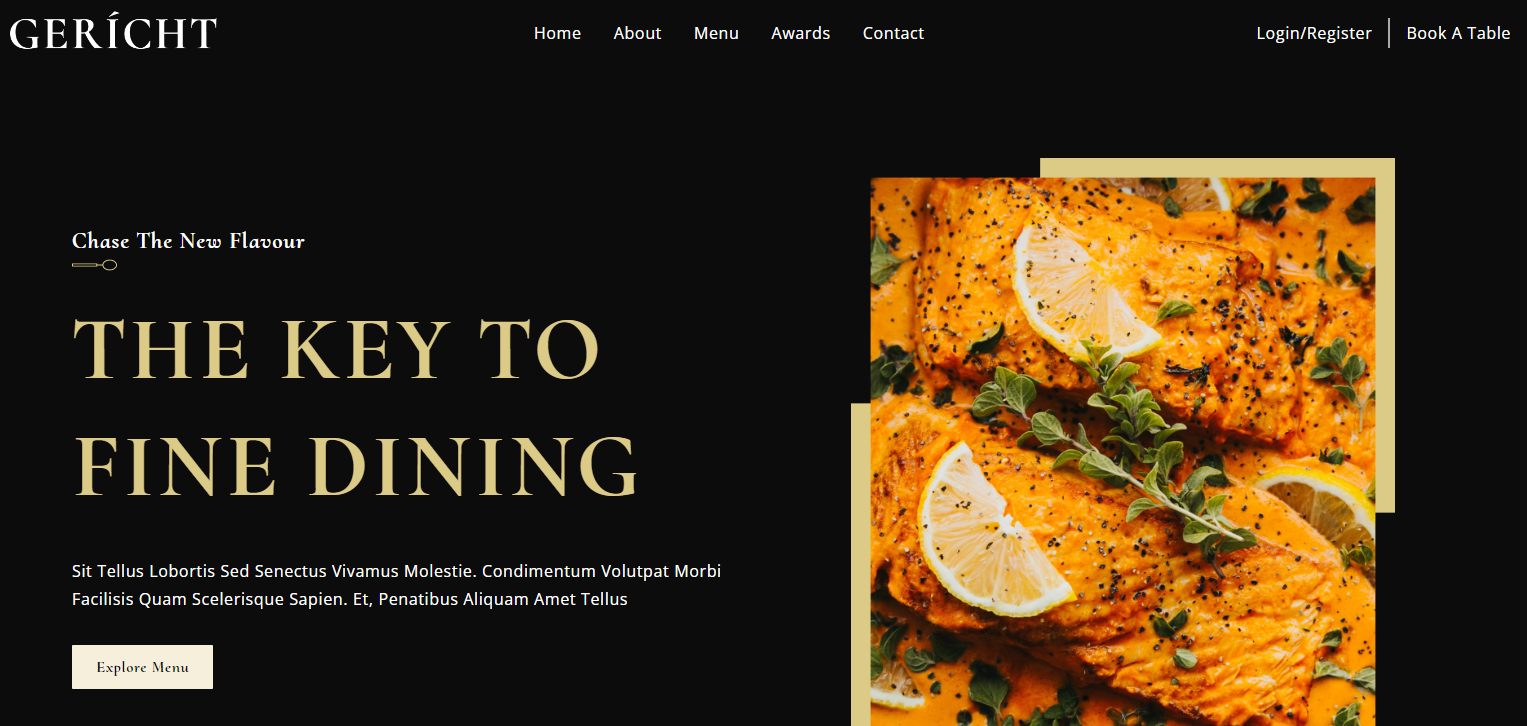 GERÍCHT
Home About Menu Awards Contact
Login/Register Book A Table
Chase The New Flavour
THE KEY TO
FINE DINING
Sit Tellus Lobortis Sed Senectus Vivamus Molestie. Condimentum Volutpat Morbi
Facilisis Quam Scelerisque Sapien. Et, Penatibus Aliquam Amet Tellus
Explore Menu